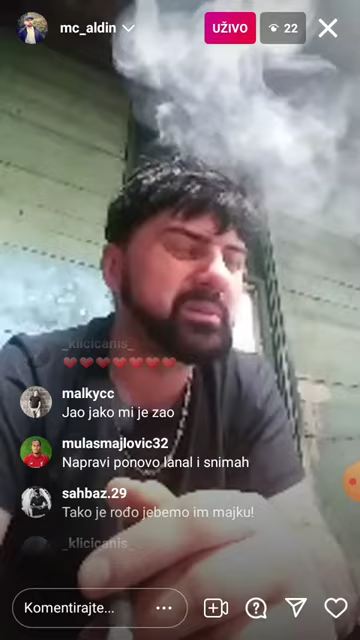 mc_aldin
UŽIVO
22
_klicicanis_
malkycc
Jao jako mi je zao
mulasmajlovic32
Napravi ponovo lanal i snimah
sahbaz.29
Tako je rođo jebemo im majku!
_klicicanis_
Komentirajte...